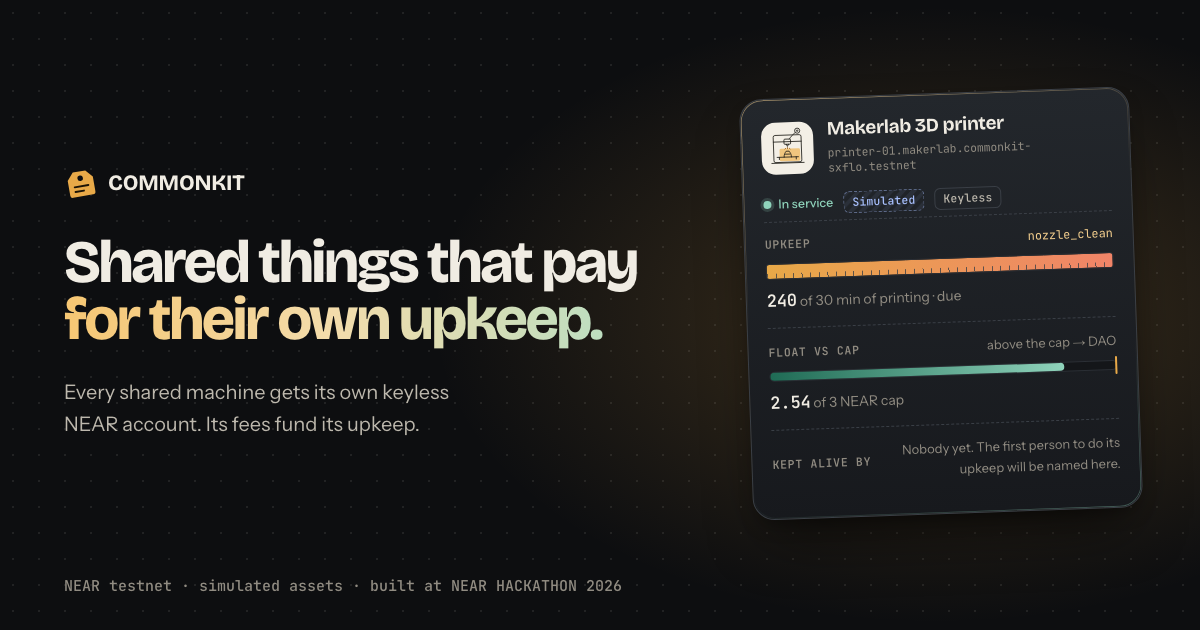 COMMONKIT
Shared things that pay
for their own upkeep.
Every shared machine gets its own keyless
NEAR account. Its fees fund its upkeep.
NEAR testnet · simulated assets · built at NEAR HACKATHON 2026
Makerlab 3D printer
printer-01.makerlab.commonkit-
sxflo.testnet
In service Simulated Keyless
UPKEEP nozzle_clean
240 of 30 min of printing · due
FLOAT VS CAP above the cap → DAO
2.54 of 3 NEAR cap
KEPT ALIVE BY
Nobody yet. The first person to do its
upkeep will be named here.